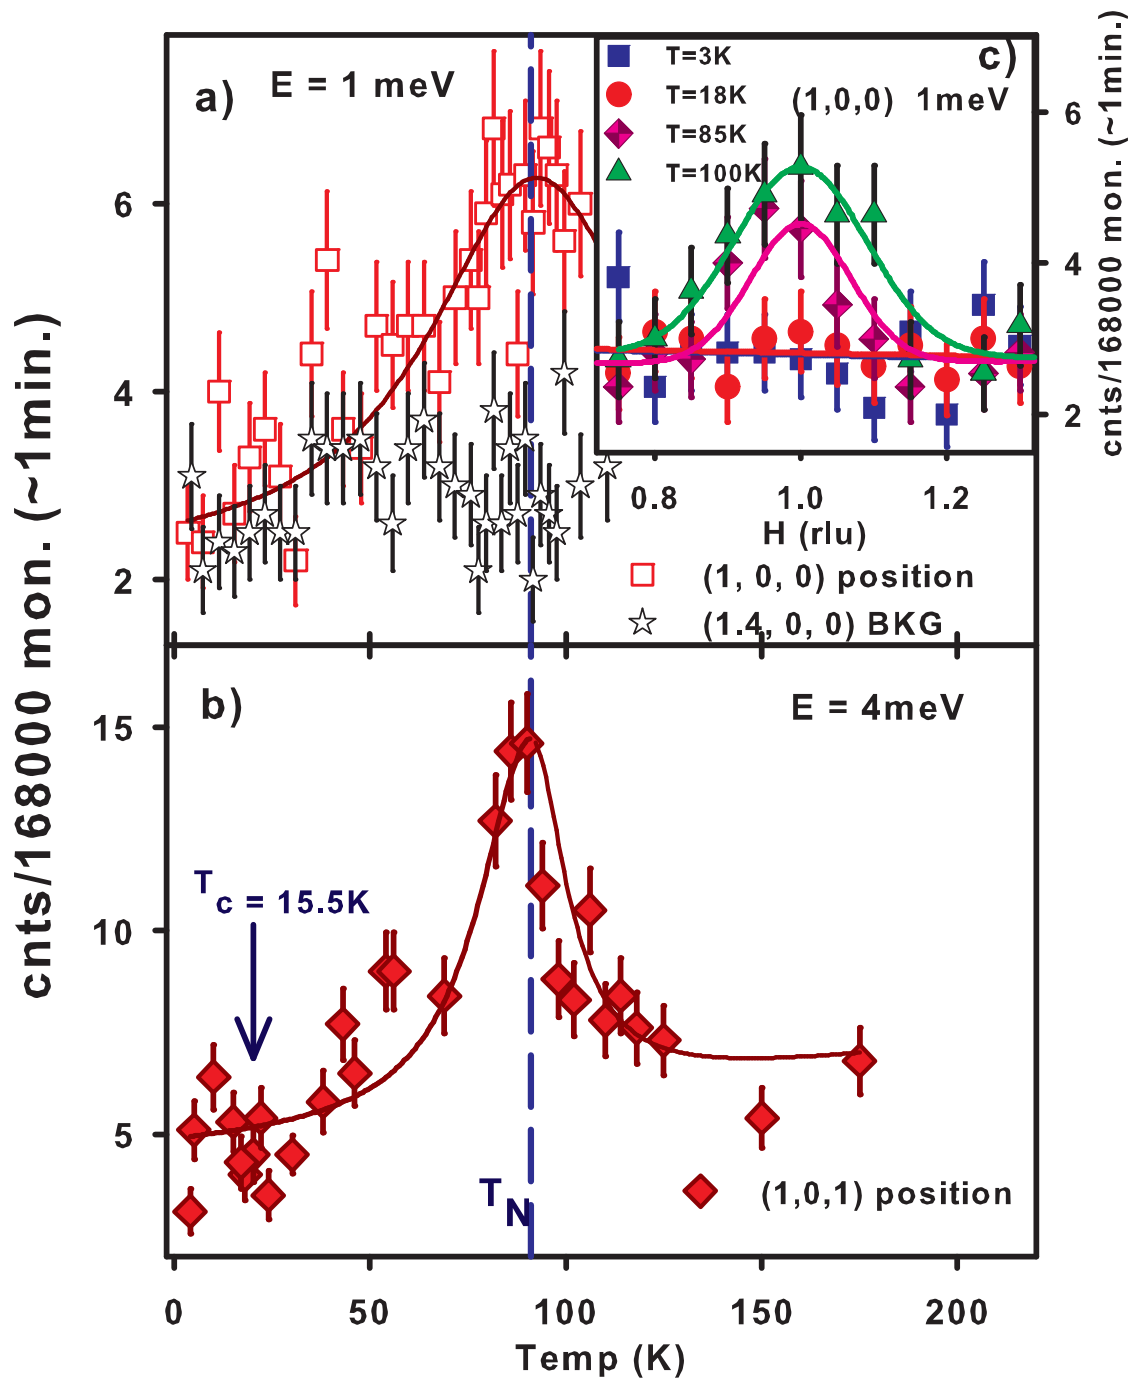 a)
E = 1 meV
6
4
2
cnts/168000 mon. (~1min.)
T=3K
T=18K
T=85K
T=100K
c)
(1,0,0) 1meV
6
4
2
cnts/168000 mon. (~1min.)
0.8
1.0
1.2
H (rlu)
(1, 0, 0) position
(1.4, 0, 0) BKG
b)
E = 4meV
15
10
5
Tc = 15.5K
TN
(1,0,1) position
0
50
100
150
200
Temp (K)